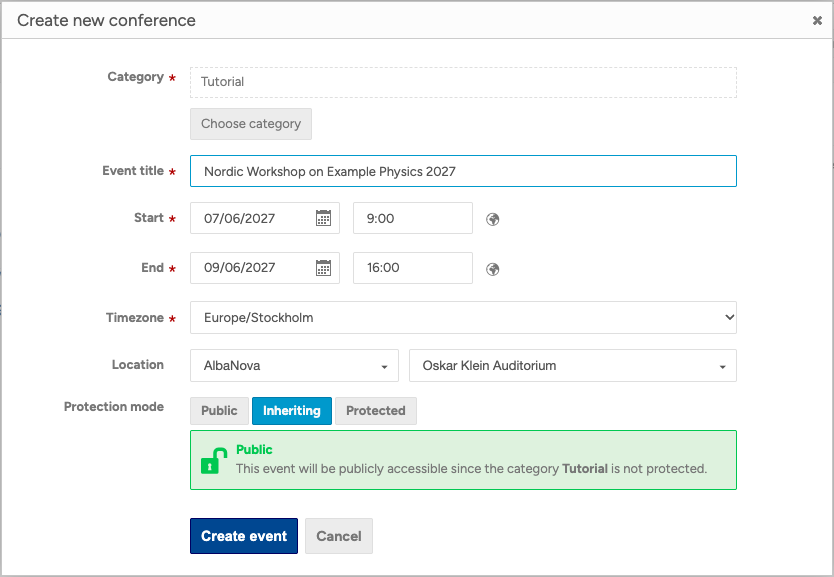 Create new conference
Category *
Tutorial
Choose category
Event title *
Nordic Workshop on Example Physics 2027
Start *
07/06/2027
9:00
End *
09/06/2027
16:00
Timezone *
Europe/Stockholm
Location
AlbaNova
Oskar Klein Auditorium
Protection mode
Public
Inheriting
Protected
Public
This event will be publicly accessible since the category Tutorial is not protected.
Create event
Cancel